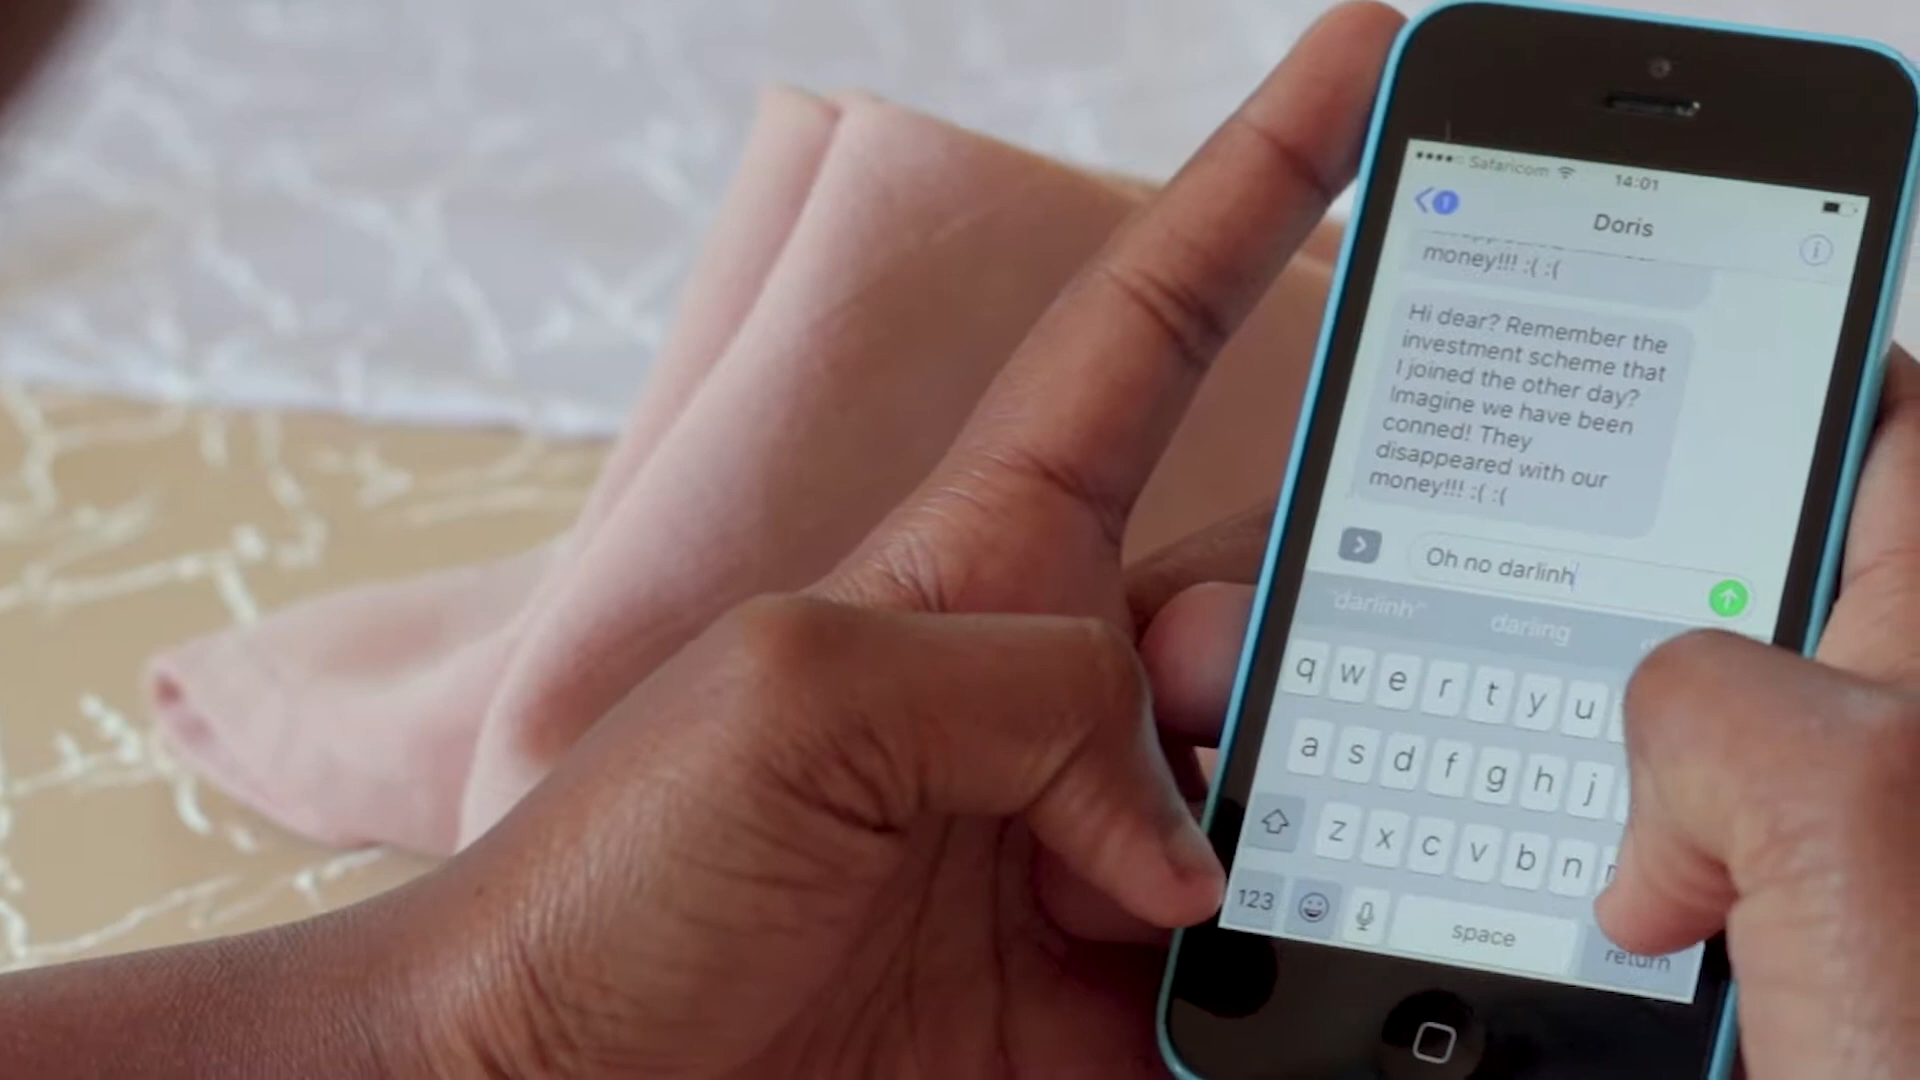 Safaricom 14:01
Doris
money!!! :( :(
Hi dear? Remember the
investment scheme that
I joined the other day?
Imagine we have been
conned! They
disappeared with our
money!!! :( :(
Oh no darlinh
"darlinh" darling
q w e r t y u
a s d f g h j
z x c v b n
123 space return